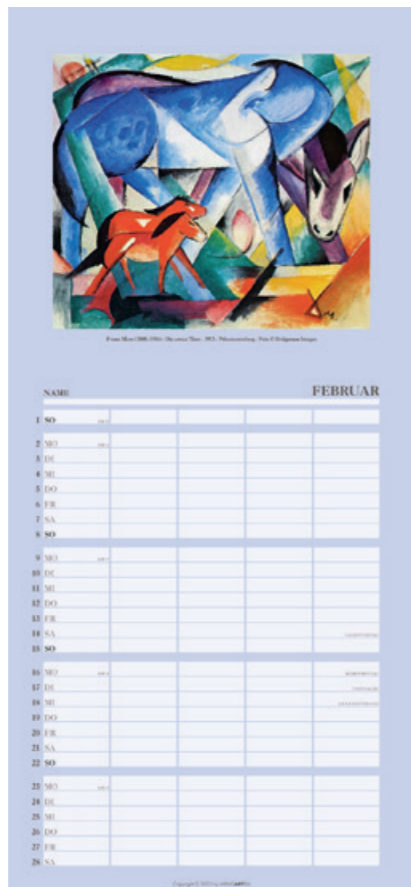 NAME FEBRUAR
1 SO
2 MO
3 DI
4 MI
5 DO
6 FR
7 SA
8 SO
9 MO
10 DI
11 MI
12 DO
13 FR
14 SA
15 SO
16 MO
17 DI
18 MI
19 DO
20 FR
21 SA
22 SO
23 MO
24 DI
25 MI
26 DO
27 FR
28 SA